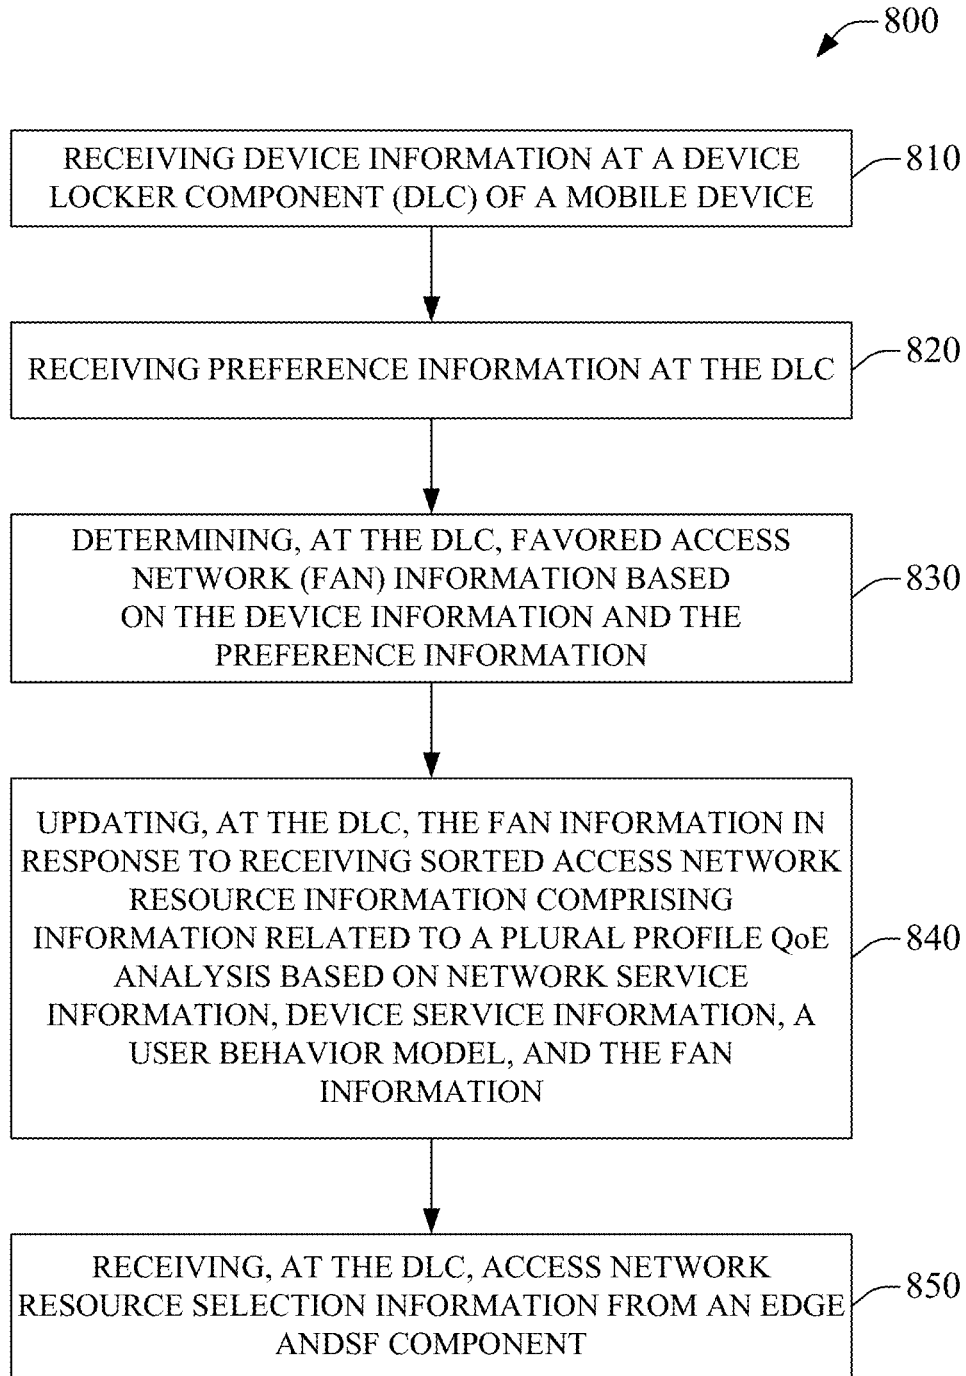 800
RECEIVING DEVICE INFORMATION AT A DEVICE
LOCKER COMPONENT (DLC) OF A MOBILE DEVICE
810
RECEIVING PREFERENCE INFORMATION AT THE DLC
820
DETERMINING, AT THE DLC, FAVORED ACCESS
NETWORK (FAN) INFORMATION BASED
ON THE DEVICE INFORMATION AND THE
PREFERENCE INFORMATION
830
UPDATING, AT THE DLC, THE FAN INFORMATION IN
RESPONSE TO RECEIVING SORTED ACCESS NETWORK
RESOURCE INFORMATION COMPRISING
INFORMATION RELATED TO A PLURAL PROFILE QoE
ANALYSIS BASED ON NETWORK SERVICE
INFORMATION, DEVICE SERVICE INFORMATION, A
USER BEHAVIOR MODEL, AND THE FAN
INFORMATION
840
RECEIVING, AT THE DLC, ACCESS NETWORK
RESOURCE SELECTION INFORMATION FROM AN EDGE
ANDSF COMPONENT
850